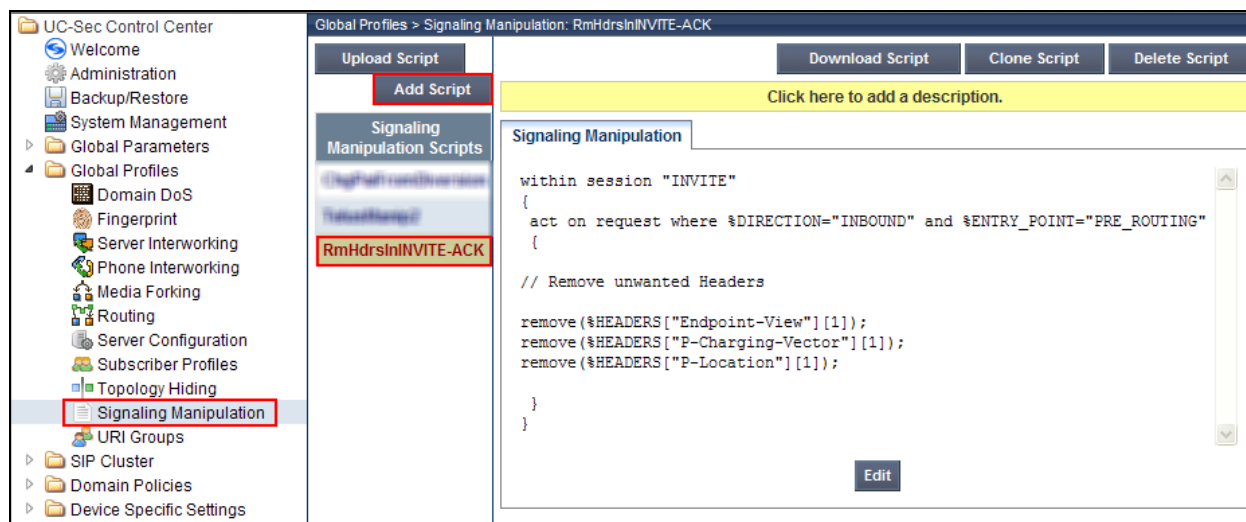 UC-Sec Control Center
Welcome
Administration
Backup/Restore
System Management
Global Parameters
Global Profiles
Domain DoS
Fingerprint
Server Interworking
Phone Interworking
Media Forking
Routing
Server Configuration
Subscriber Profiles
Topology Hiding
Signaling Manipulation
URI Groups
SIP Cluster
Domain Policies
Device Specific Settings
Global Profiles > Signaling Manipulation: RmHdrsInINVITE-ACK
Upload Script
Add Script
Download Script
Clone Script
Delete Script
Click here to add a description.
Signaling
Manipulation Scripts
RmHdrsInINVITE-ACK
Signaling Manipulation
within session "INVITE"
{
act on request where %DIRECTION="INBOUND" and %ENTRY_POINT="PRE_ROUTING"
{
// Remove unwanted Headers
remove(%HEADERS["Endpoint-View"][1]);
remove(%HEADERS["P-Charging-Vector"][1]);
remove(%HEADERS["P-Location"][1]);
}
}
Edit